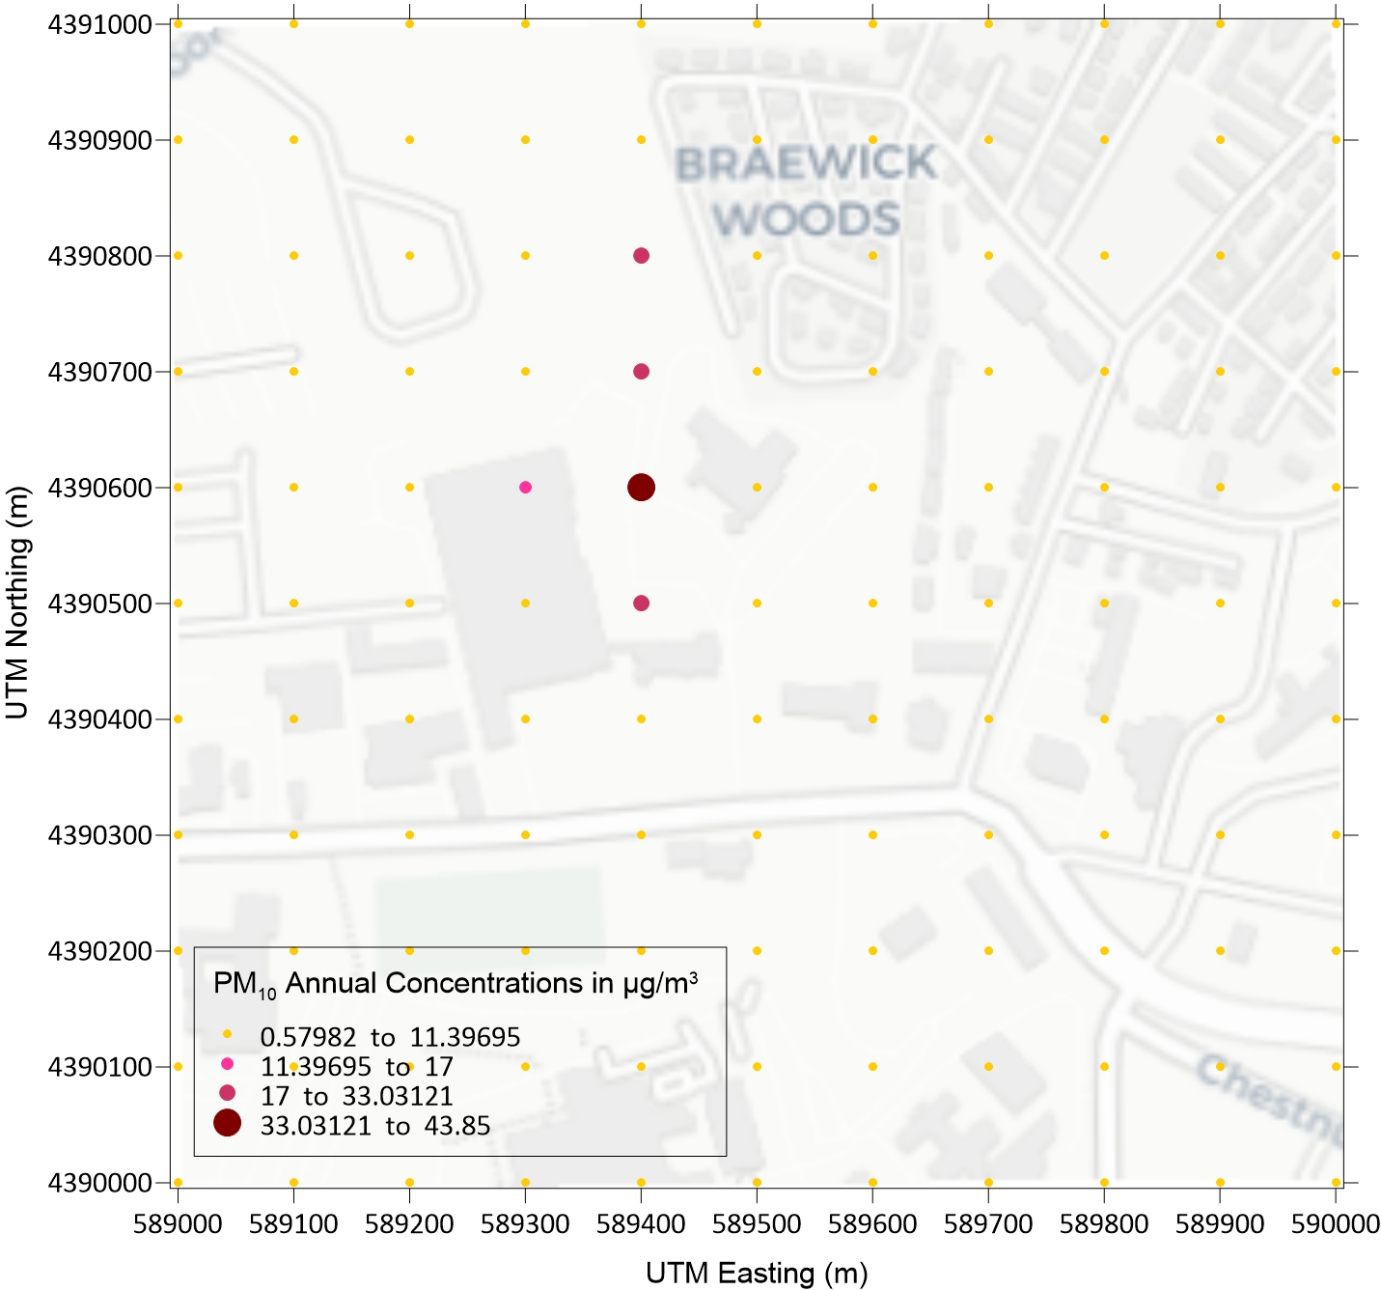 4391000
4390900
4390800
4390700
4390600
4390500
4390400
4390300
4390200
4390100
4390000
UTM Northing (m)
BRAEWICK
WOODS
Chestnu
PM10 Annual Concentrations in µg/m³
0.57982 to 11.39695
11.39695 to 17
17 to 33.03121
33.03121 to 43.85
589000 589100 589200 589300 589400 589500 589600 589700 589800 589900 590000
UTM Easting (m)